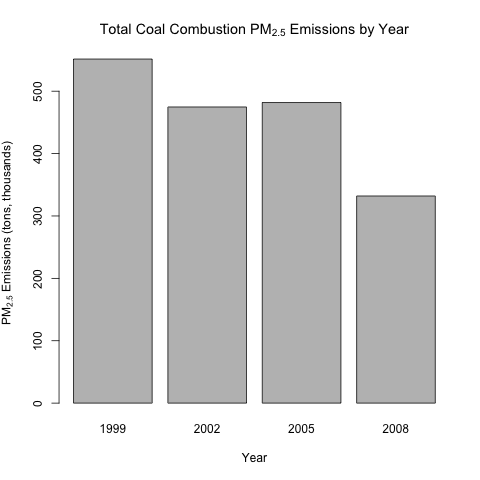 Total Coal Combustion PM2.5 Emissions by Year
PM2.5 Emissions (tons, thousands)
500
400
300
200
100
0
1999 2002 2005 2008
Year